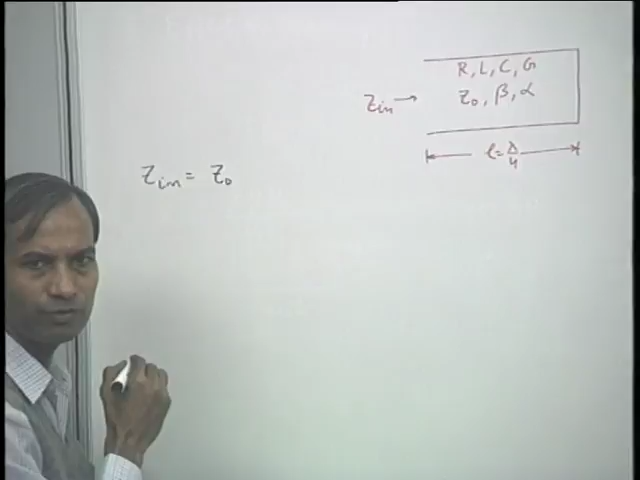 R, L, C, G
Z₀, β, α
Zin →
l = λ/4
Zin = Z₀